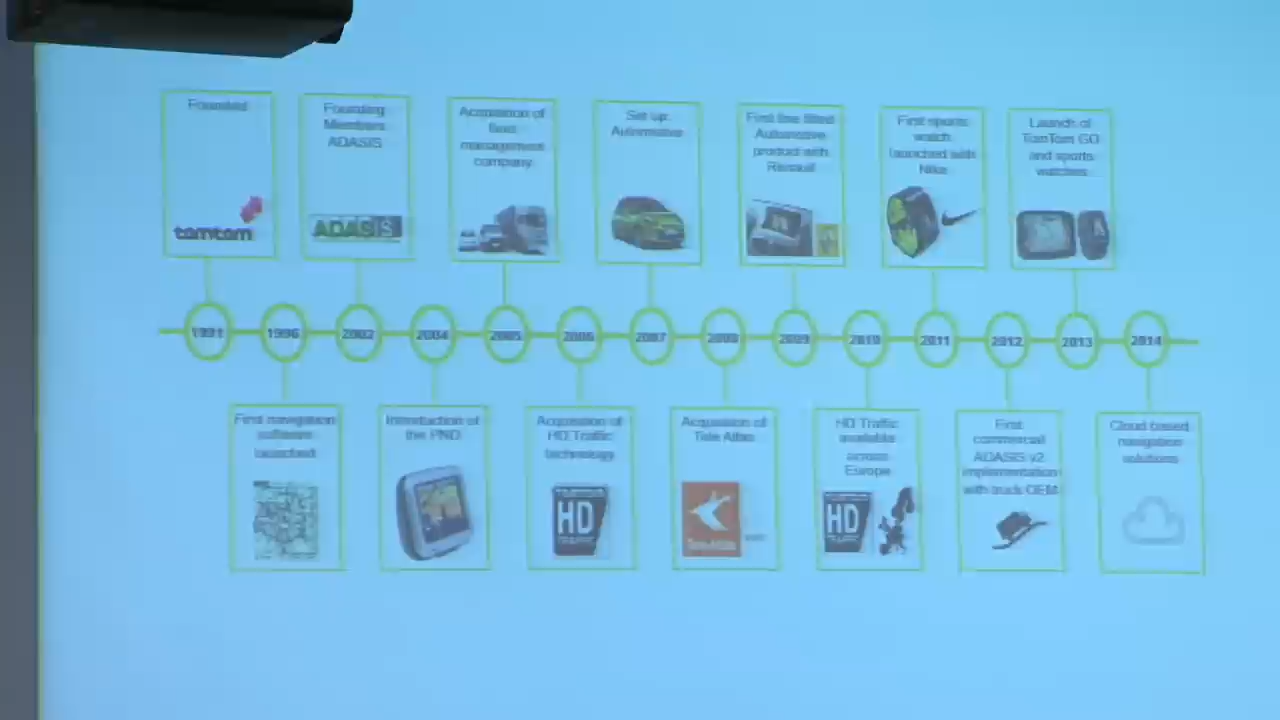 Founded
tomtom
Founding
Members
ADASIS
ADASIS
Acquisition of
fleet
management
company
Set up
Automotive
First line fitted
Automotive
product with
Renault
First sports
watch
launched with
Nike
Launch of
TomTom GO
and sports
watches
1991
1996
2002
2004
2005
2006
2007
2008
2009
2010
2011
2012
2013
2014
First navigation
software
launched
Introduction of
the PND
Acquisition of
HD Traffic
technology
HD
TRAFFIC
Acquisition of
Tele Atlas
Tele Atlas
HD Traffic
available
across
Europe
HD
TRAFFIC
First
commercial
ADASIS v2
implementation
with truck OEM
Cloud based
navigation
solutions